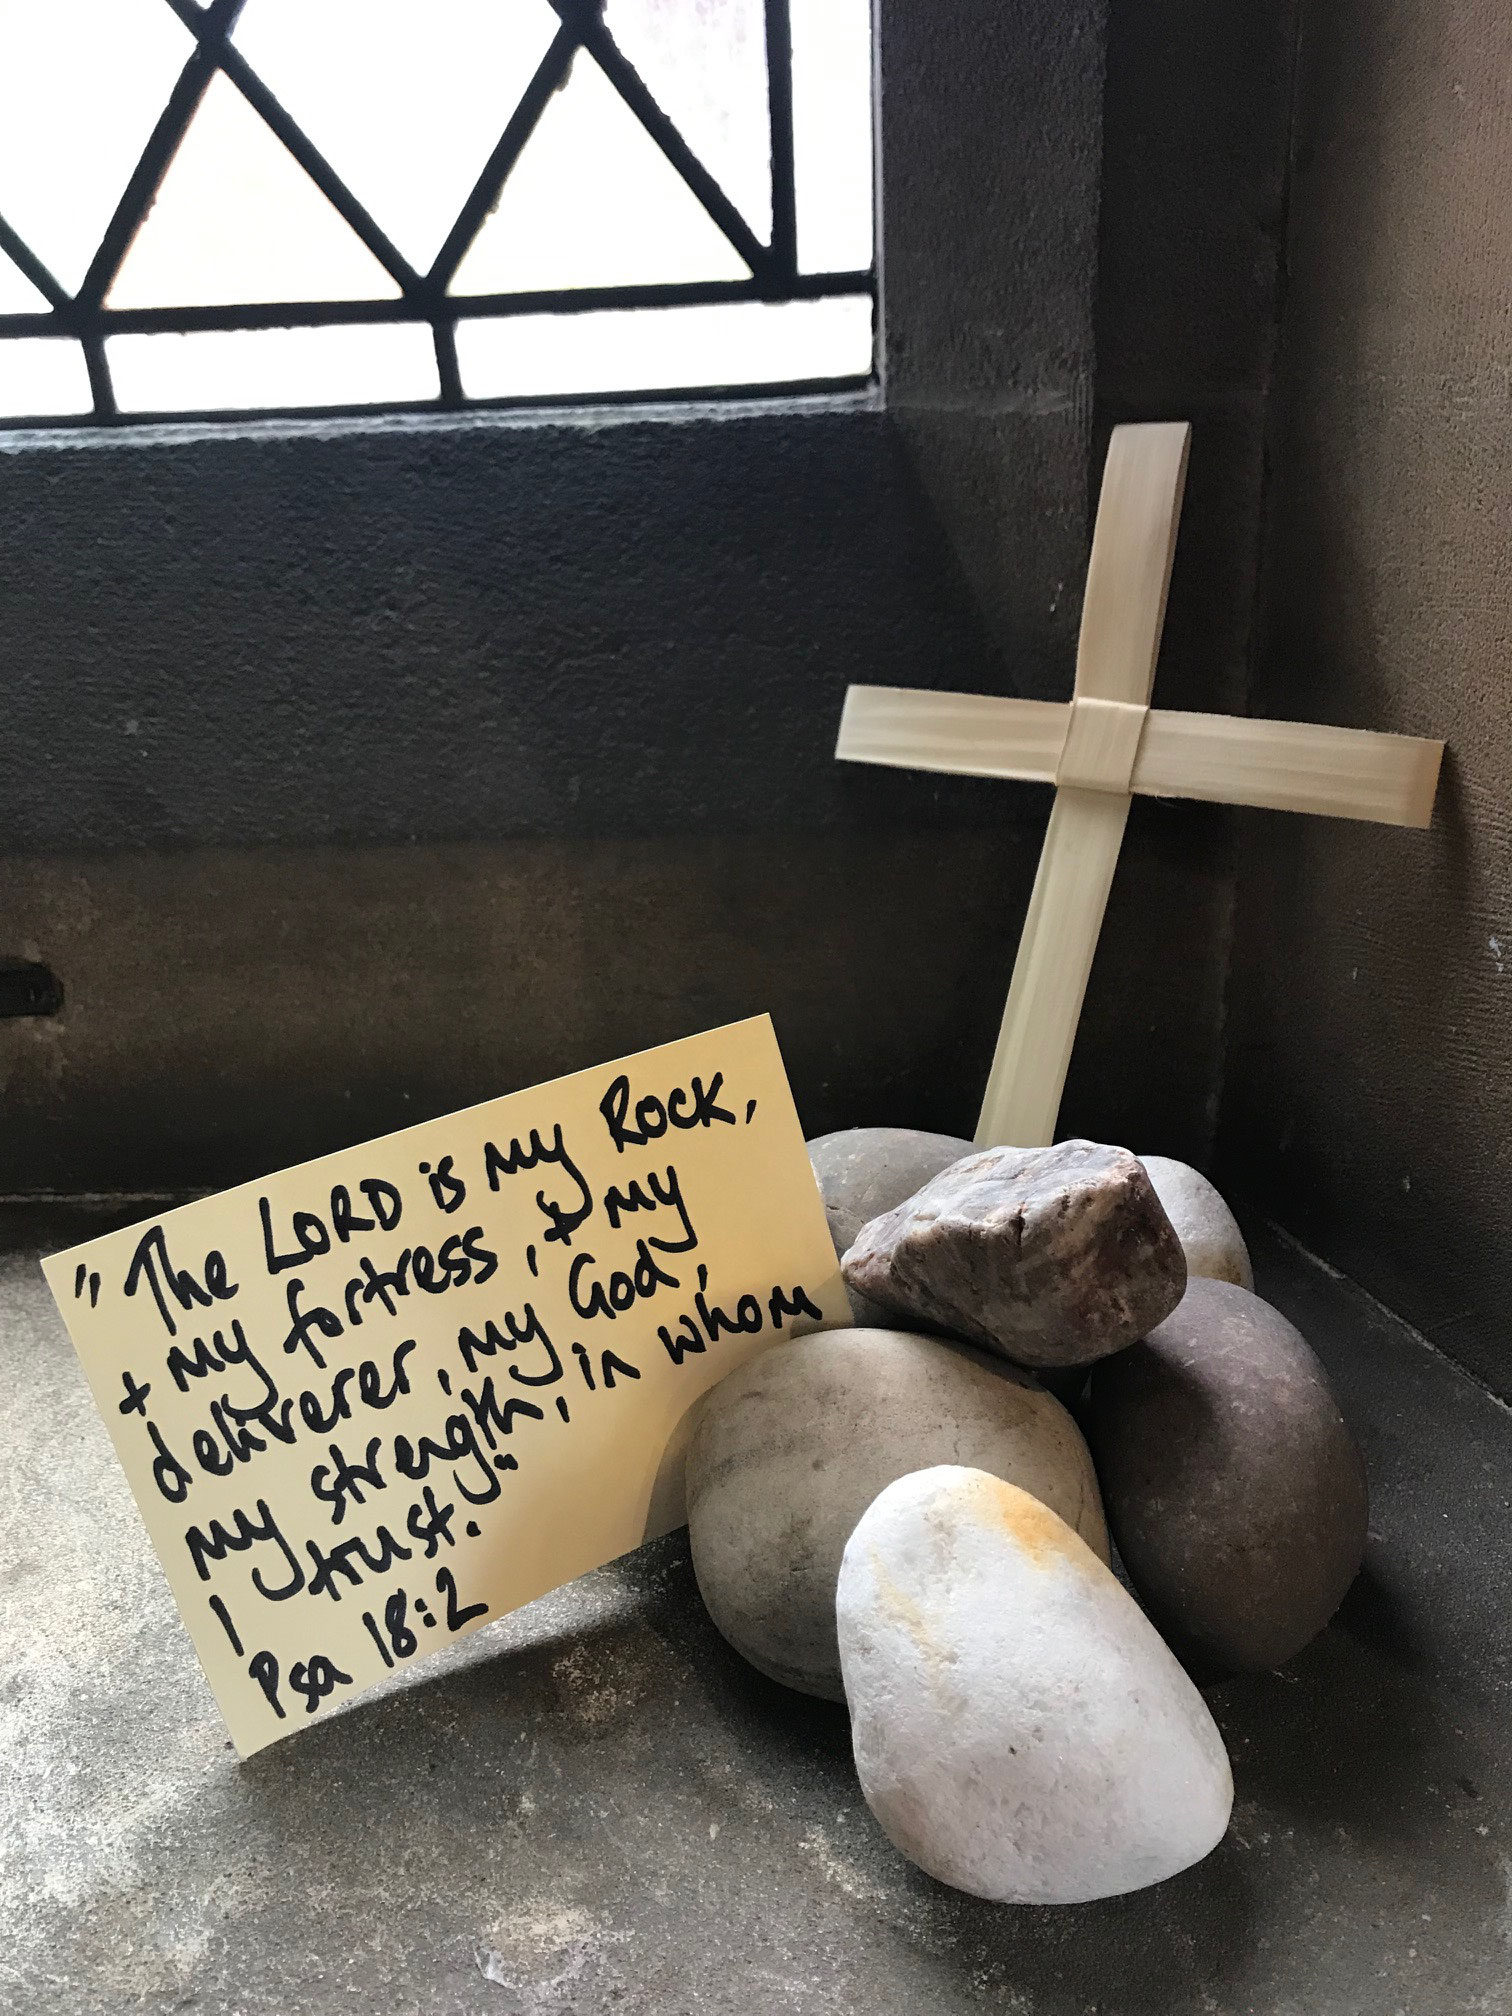 "The LORD is my Rock,
+ my fortress, & my
deliverer, my God,
my strength, in whom
I trust."
Psa 18:2